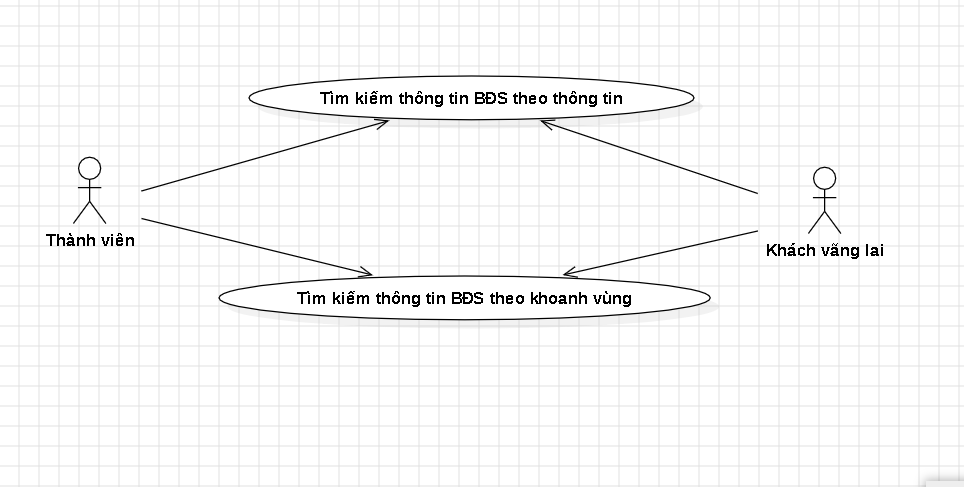 Tìm kiếm thông tin BĐS theo thông tin
Thành viên
Khách vãng lai
Tìm kiếm thông tin BĐS theo khoanh vùng